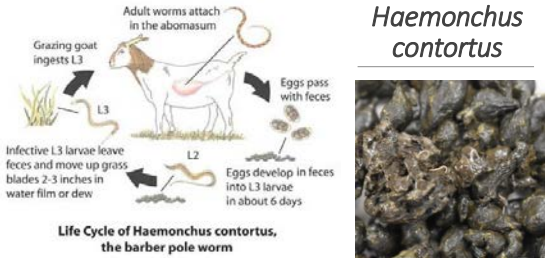 Adult worms attach
in the abomasum
Grazing goat
ingests L3
Eggs pass
with feces
L3
L2
Infective L3 larvae leave
feces and move up grass
blades 2-3 inches in
water film or dew
Eggs develop in feces
into L3 larvae
in about 6 days
Life Cycle of Haemonchus contortus,
the barber pole worm
Haemonchus
contortus